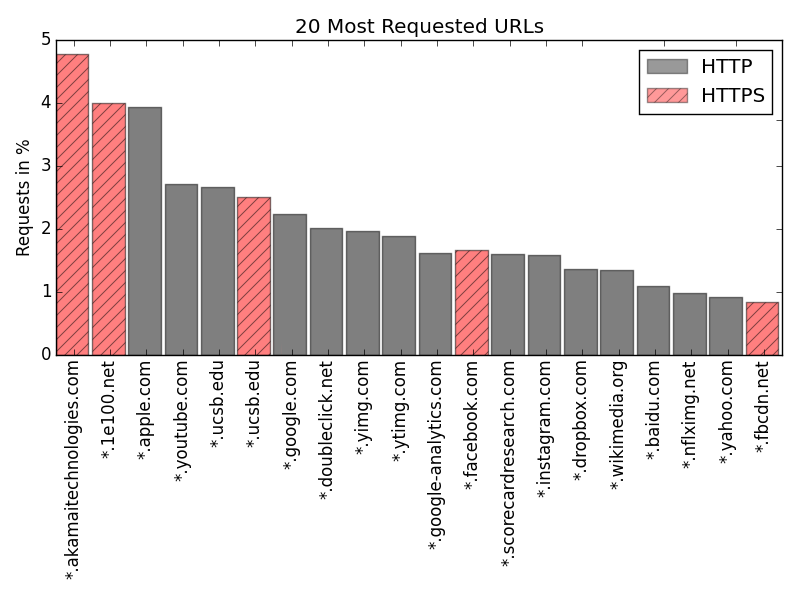 20 Most Requested URLs
HTTP
HTTPS
Requests in %
5
4
3
2
1
0
*.akamaitechnologies.com
*.1e100.net
*.apple.com
*.youtube.com
*.ucsb.edu
*.ucsb.edu
*.google.com
*.doubleclick.net
*.yimg.com
*.ytimg.com
*.google-analytics.com
*.facebook.com
*.scorecardresearch.com
*.instagram.com
*.dropbox.com
*.wikimedia.org
*.baidu.com
*.nflximg.net
*.yahoo.com
*.fbcdn.net